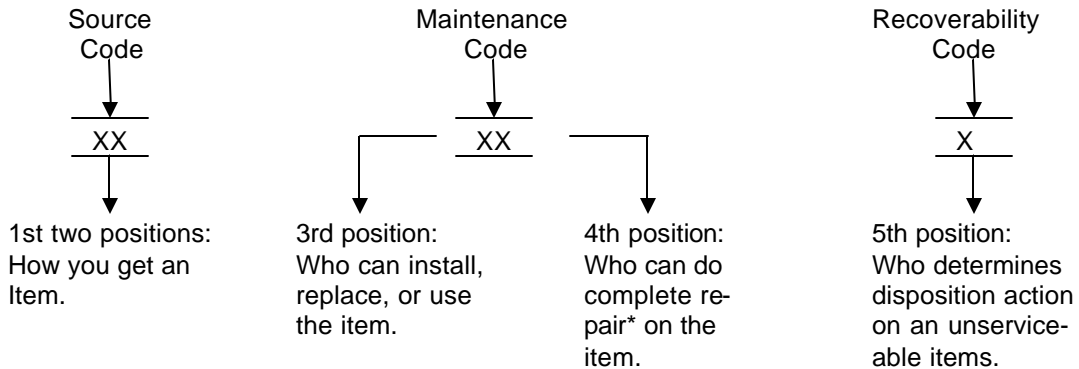 Source
Code
XX
1st two positions:
How you get an
Item.
Maintenance
Code
XX
3rd position:
Who can install,
replace, or use
the item.
4th position:
Who can do
complete re-
pair* on the
item.
Recoverability
Code
X
5th position:
Who determines
disposition action
on an unservice-
able items.